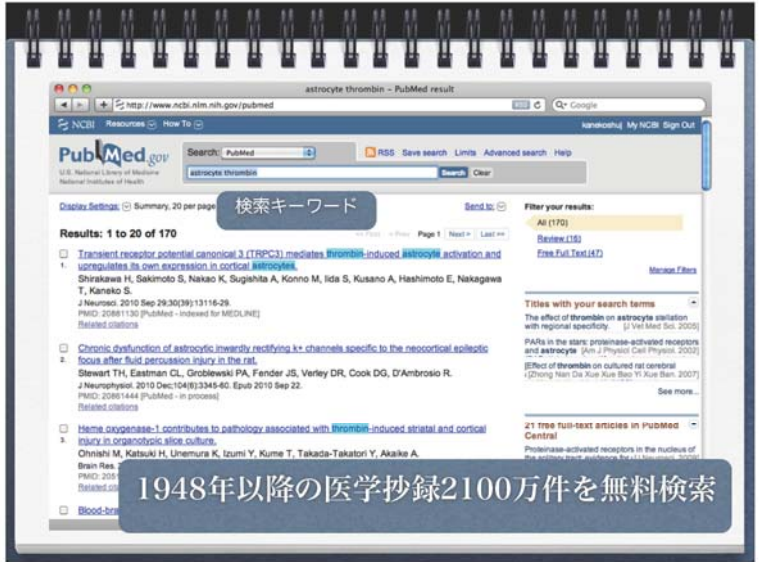 astrocyte thrombin – PubMed result
http://www.ncbi.nlm.nih.gov/pubmed
Google
NCBI Resources How To
kanekoshuj My NCBI Sign Out
PubMed.gov
U.S. National Library of Medicine
National Institutes of Health
Search: PubMed
RSS Save search Limits Advanced search Help
astrocyte thrombin
Search Clear
Display Settings: Summary, 20 per page
検索キーワード
Send to:
Results: 1 to 20 of 170
<< First < Prev Page 1 Next > Last >>
1. Transient receptor potential canonical 3 (TRPC3) mediates thrombin-induced astrocyte activation and
upregulates its own expression in cortical astrocytes.
Shirakawa H, Sakimoto S, Nakao K, Sugishita A, Konno M, Iida S, Kusano A, Hashimoto E, Nakagawa
T, Kaneko S.
J Neurosci. 2010 Sep 29;30(39):13116-29.
PMID: 20881130 [PubMed - indexed for MEDLINE]
Related citations
2. Chronic dysfunction of astrocytic inwardly rectifying k+ channels specific to the neocortical epileptic
focus after fluid percussion injury in the rat.
Stewart TH, Eastman CL, Groblewski PA, Fender JS, Verley DR, Cook DG, D'Ambrosio R.
J Neurophysiol. 2010 Dec;104(6):3345-60. Epub 2010 Sep 22.
PMID: 20861444 [PubMed - in process]
Related citations
3. Heme oxygenase-1 contributes to pathology associated with thrombin-induced striatal and cortical
injury in organotypic slice culture.
Ohnishi M, Katsuki H, Unemura K, Izumi Y, Kume T, Takada-Takatori Y, Akaike A.
Brain Res.
PMID: 205
Related
Blood-bra
Filter your results:
All (170)
Review (16)
Free Full Text (47)
Manage Filters
Titles with your search terms
The effect of thrombin on astrocyte stellation
with regional specificity. [J Vet Med Sci. 2005]
PARs in the stars: proteinase-activated receptors
and astrocyte [Am J Physiol Cell Physiol. 2002]
[Effect of thrombin on cultured rat cerebral
[Zhong Nan Da Xue Xue Bao Yi Xue Ban. 2007]
See more...
21 free full-text articles in PubMed
Central
Proteinase-activated receptors in the nucleus of
1948年以降の医学抄録2100万件を無料検索